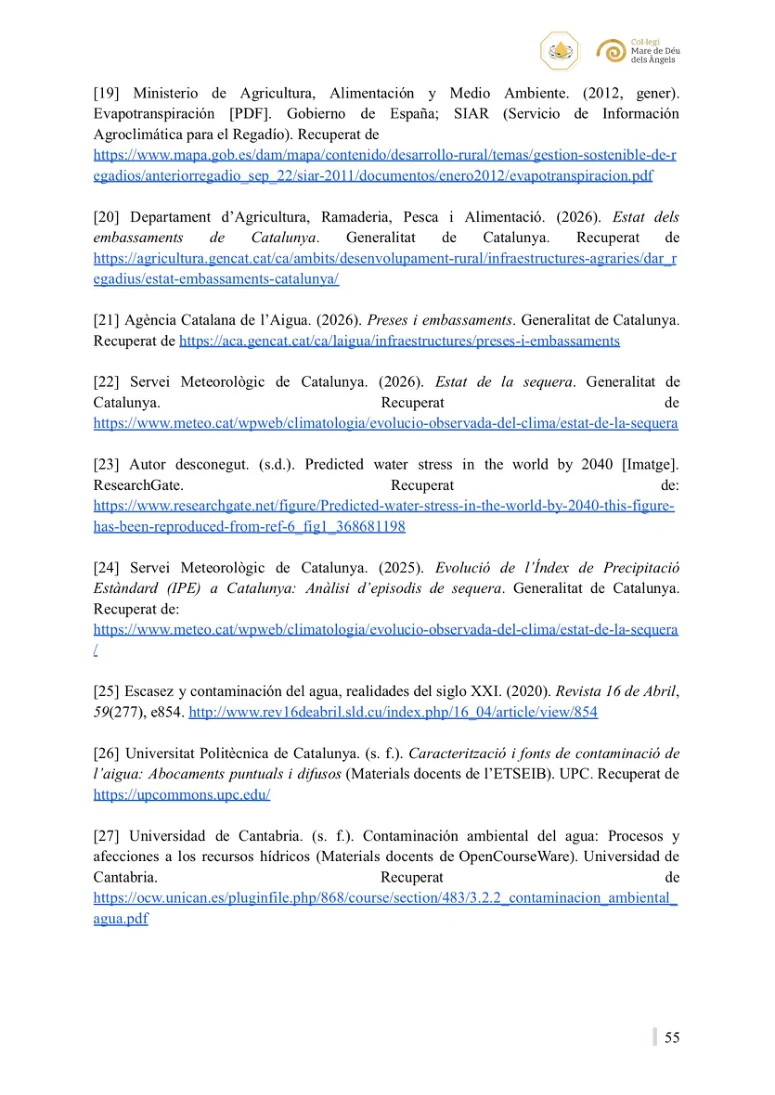 Col·legi
Mare de Déu
dels Àngels
[19] Ministerio de Agricultura, Alimentación y Medio Ambiente. (2012, gener).
Evapotranspiración [PDF]. Gobierno de España; SIAR (Servicio de Información
Agroclimática para el Regadío). Recuperat de
https://www.mapa.gob.es/dam/mapa/contenido/desarrollo-rural/temas/gestion-sostenible-de-r
egadios/anteriorregadio_sep_22/siar-2011/documentos/enero2012/evapotranspiracion.pdf
[20] Departament d’Agricultura, Ramaderia, Pesca i Alimentació. (2026). Estat dels
embassaments de Catalunya. Generalitat de Catalunya. Recuperat de
https://agricultura.gencat.cat/ca/ambits/desenvolupament-rural/infraestructures-agraries/dar_r
egadius/estat-embassaments-catalunya/
[21] Agència Catalana de l’Aigua. (2026). Preses i embassaments. Generalitat de Catalunya.
Recuperat de https://aca.gencat.cat/ca/laigua/infraestructures/preses-i-embassaments
[22] Servei Meteorològic de Catalunya. (2026). Estat de la sequera. Generalitat de
Catalunya. Recuperat de
https://www.meteo.cat/wpweb/climatologia/evolucio-observada-del-clima/estat-de-la-sequera
[23] Autor desconegut. (s.d.). Predicted water stress in the world by 2040 [Imatge].
ResearchGate. Recuperat de:
https://www.researchgate.net/figure/Predicted-water-stress-in-the-world-by-2040-this-figure-
has-been-reproduced-from-ref-6_fig1_368681198
[24] Servei Meteorològic de Catalunya. (2025). Evolució de l’Índex de Precipitació
Estàndard (IPE) a Catalunya: Anàlisi d’episodis de sequera. Generalitat de Catalunya.
Recuperat de:
https://www.meteo.cat/wpweb/climatologia/evolucio-observada-del-clima/estat-de-la-sequera
/
[25] Escasez y contaminación del agua, realidades del siglo XXI. (2020). Revista 16 de Abril,
59(277), e854. http://www.rev16deabril.sld.cu/index.php/16_04/article/view/854
[26] Universitat Politècnica de Catalunya. (s. f.). Caracterització i fonts de contaminació de
l’aigua: Abocaments puntuals i difusos (Materials docents de l’ETSEIB). UPC. Recuperat de
https://upcommons.upc.edu/
[27] Universidad de Cantabria. (s. f.). Contaminación ambiental del agua: Procesos y
afecciones a los recursos hídricos (Materials docents de OpenCourseWare). Universidad de
Cantabria. Recuperat de
https://ocw.unican.es/pluginfile.php/868/course/section/483/3.2.2_contaminacion_ambiental_
agua.pdf
55